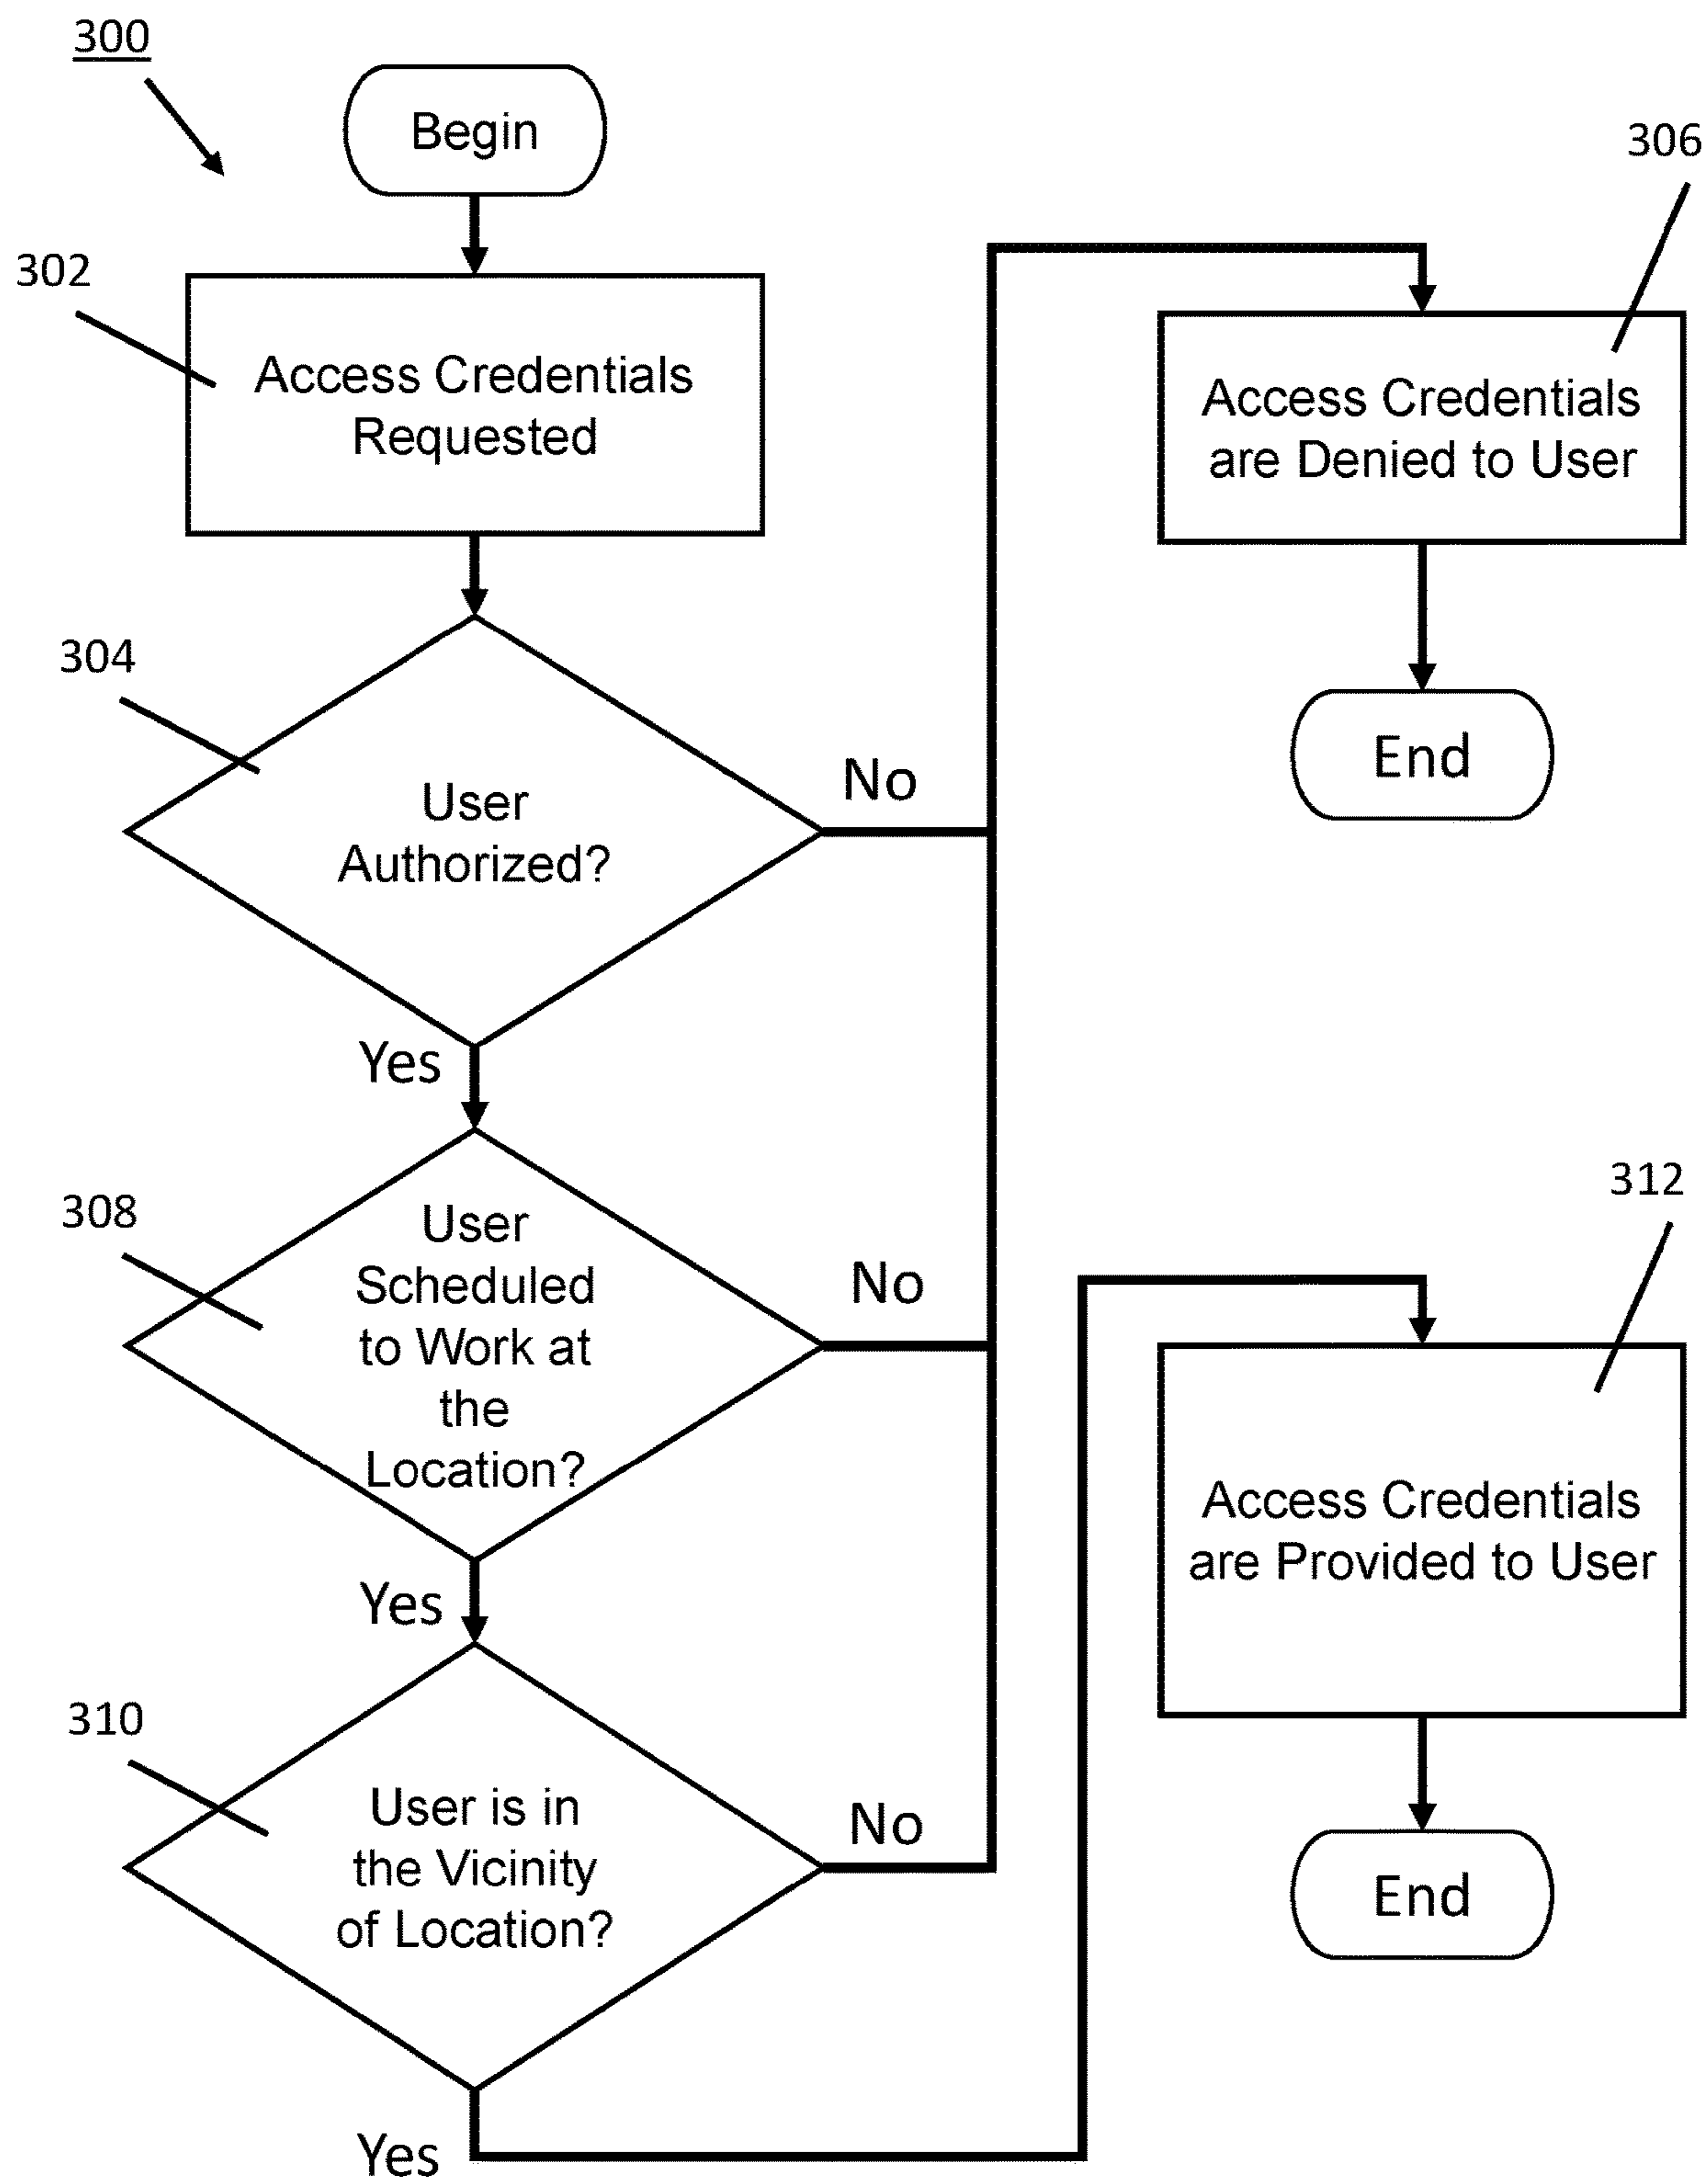 300
Begin
302
Access Credentials
Requested
304
User
Authorized?
No
Yes
308
User
Scheduled
to Work at
the
Location?
No
Yes
310
User is in
the Vicinity
of Location?
No
Yes
306
Access Credentials
are Denied to User
End
312
Access Credentials
are Provided to User
End